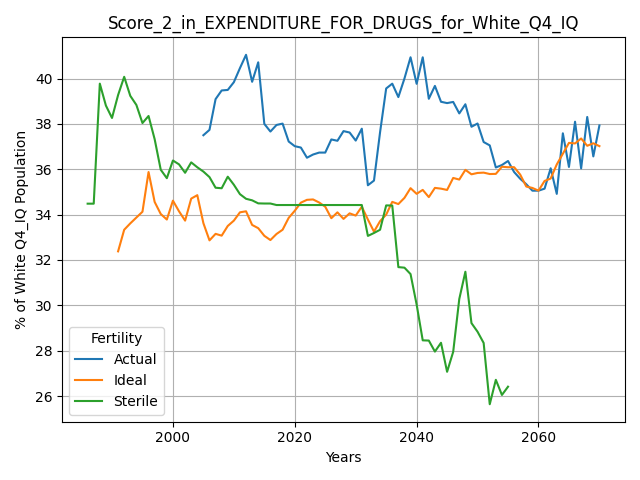 Score_2_in_EXPENDITURE_FOR_DRUGS_for_White_Q4_IQ
% of White Q4_IQ Population
40
38
36
34
32
30
28
26
Fertility
Actual
Ideal
Sterile
2000
2020
2040
2060
Years